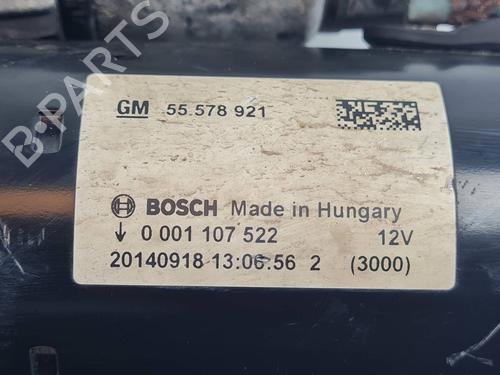 GM 55.578 921
BOSCH Made in Hungary
0 001 107 522 12V
20140918 13:06.56 2 (3000)
B-PARTS